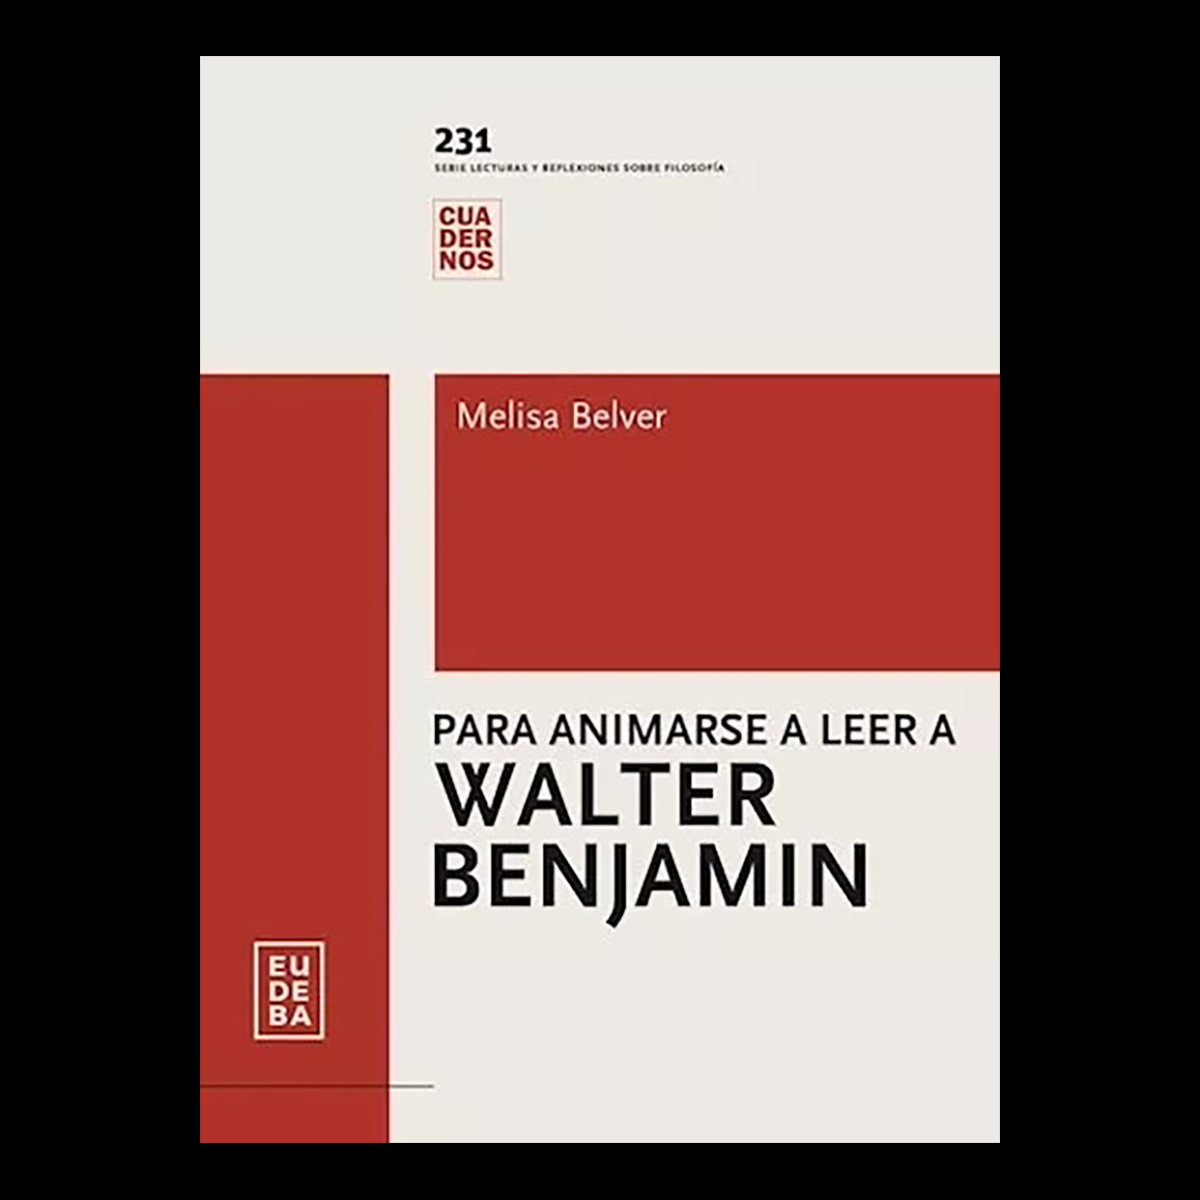 231
SERIE LECTURAS Y REFLEXIONES SOBRE FILOSOFÍA
CUA
DER
NOS
Melisa Belver
PARA ANIMARSE A LEER A
WALTER
BENJAMIN
EU
DE
BA